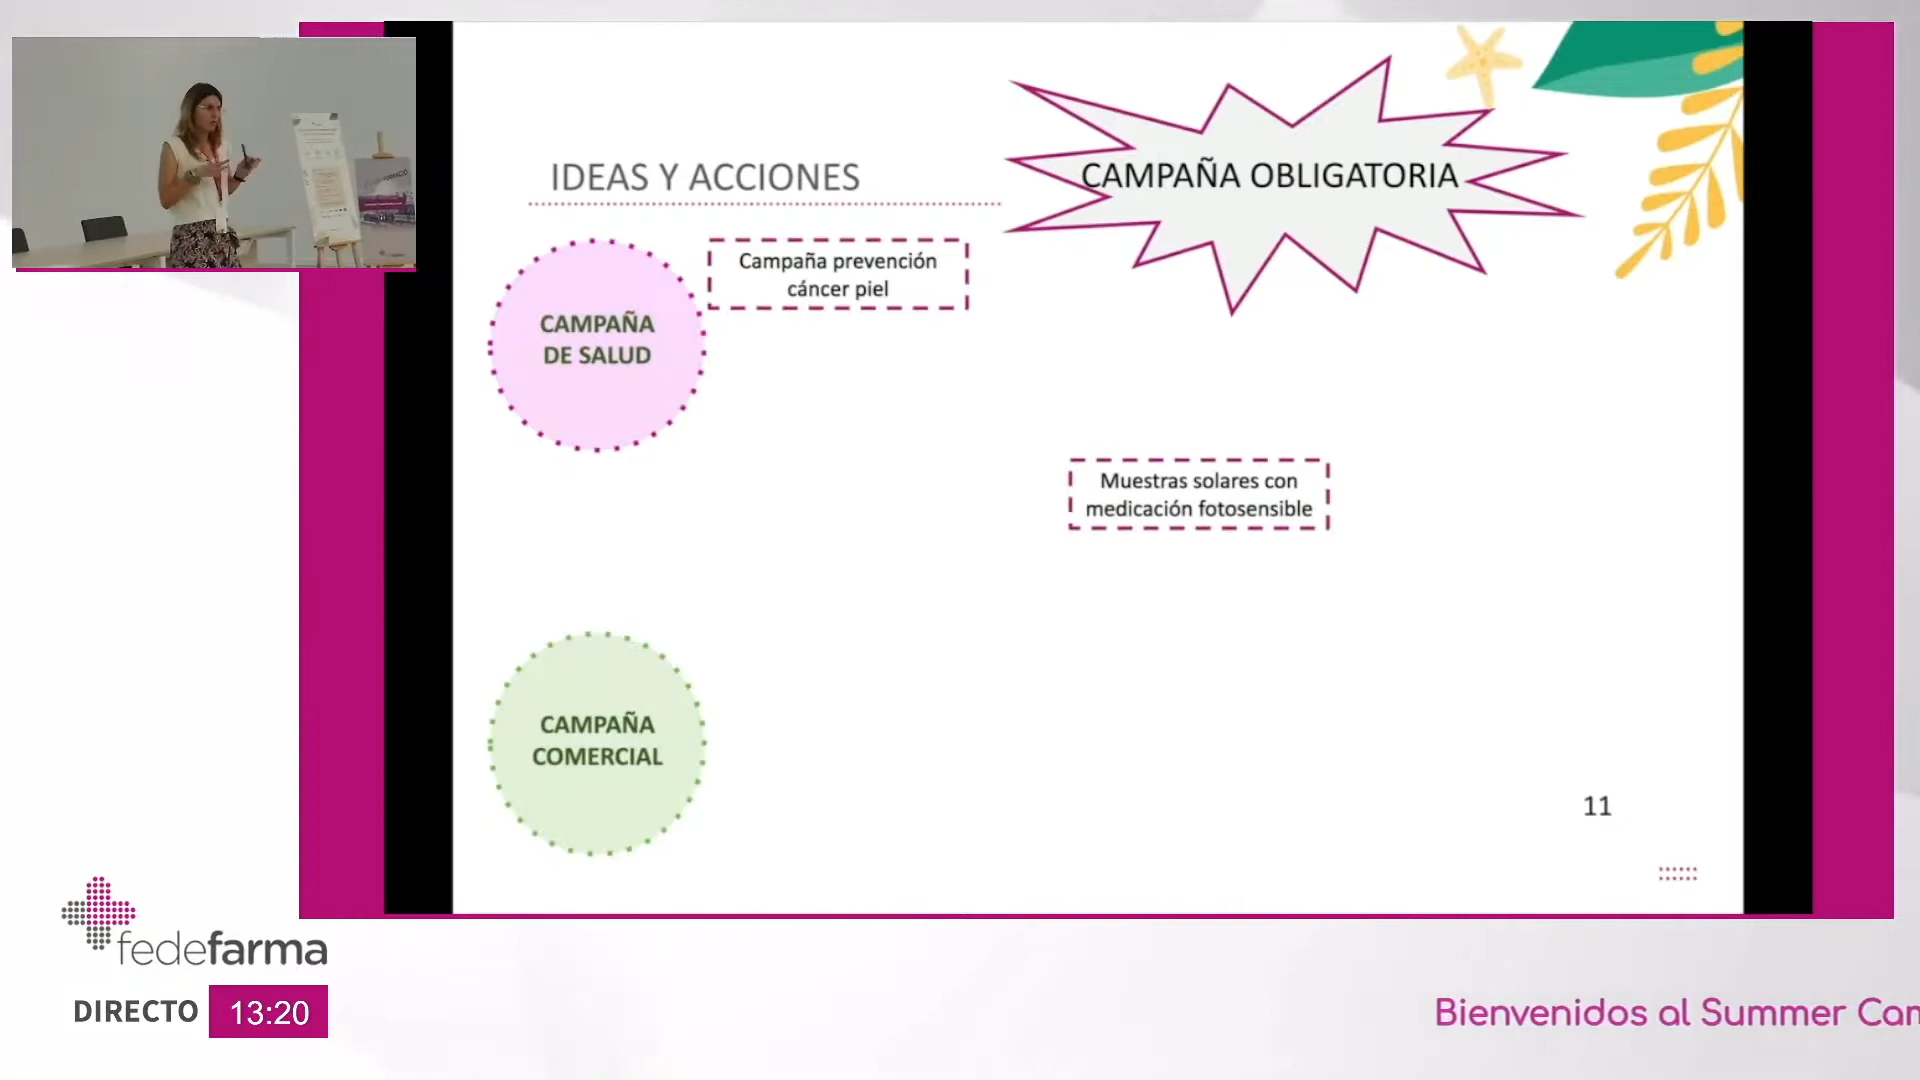 IDEAS Y ACCIONES
CAMPAÑA OBLIGATORIA
Campaña prevención
cáncer piel
CAMPAÑA
DE SALUD
Muestras solares con
medicación fotosensible
CAMPAÑA
COMERCIAL
11
fedefarma
DIRECTO 13:20
Bienvenidos al Summer